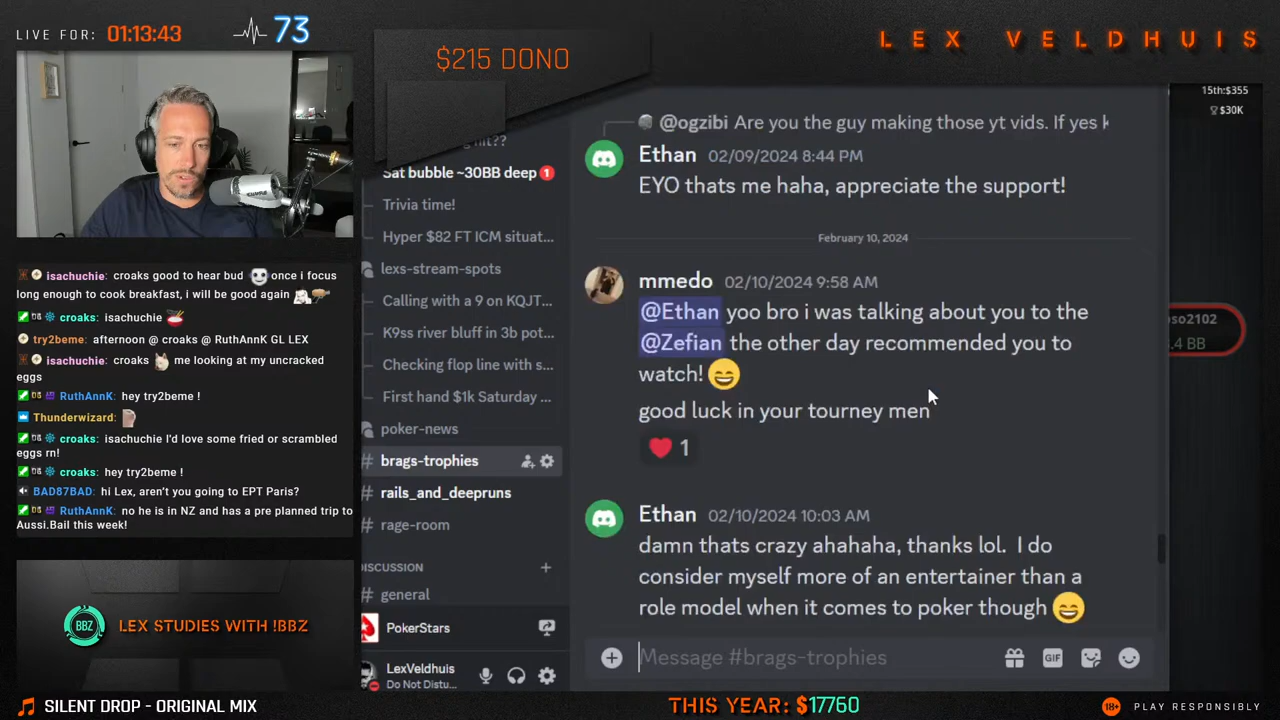 LIVE FOR: 01:13:43 73
$215 DONO
LEX VELDHUIS
15th:$355
$30K
Sat bubble ~30BB deep 1
Trivia time!
Hyper $82 FT ICM situat...
lexs-stream-spots
Calling with a 9 on KQJT...
K9ss river bluff in 3b pot...
Checking flop line with s...
First hand $1k Saturday ...
poker-news
# brags-trophies
# rails_and_deepruns
# rage-room
DISCUSSION +
# general
PokerStars
LexVeldhuis
Do Not Distu...
@ogzibi Are you the guy making those yt vids. If yes k
Ethan 02/09/2024 8:44 PM
EYO thats me haha, appreciate the support!
February 10, 2024
mmedo 02/10/2024 9:58 AM
@Ethan yoo bro i was talking about you to the
@Zefian the other day recommended you to
watch! 😄
good luck in your tourney men
❤️ 1
Ethan 02/10/2024 10:03 AM
damn thats crazy ahahaha, thanks lol. I do
consider myself more of an entertainer than a
role model when it comes to poker though 😄
Message #brags-trophies
GIF
so2102
.4 BB
isachuchie: croaks good to hear bud once i focus
long enough to cook breakfast, i will be good again
croaks: isachuchie
try2beme: afternoon @ croaks @ RuthAnnK GL LEX
isachuchie: croaks me looking at my uncracked
eggs
RuthAnnK: hey try2beme !
Thunderwizard:
croaks: isachuchie I'd love some fried or scrambled
eggs rn!
croaks: hey try2beme !
BAD87BAD: hi Lex, aren't you going to EPT Paris?
RuthAnnK: no he is in NZ and has a pre planned trip to
Aussi.Bail this week!
BBZ LEX STUDIES WITH !BBZ
SILENT DROP - ORIGINAL MIX
THIS YEAR: $17760
18+ PLAY RESPONSIBLY